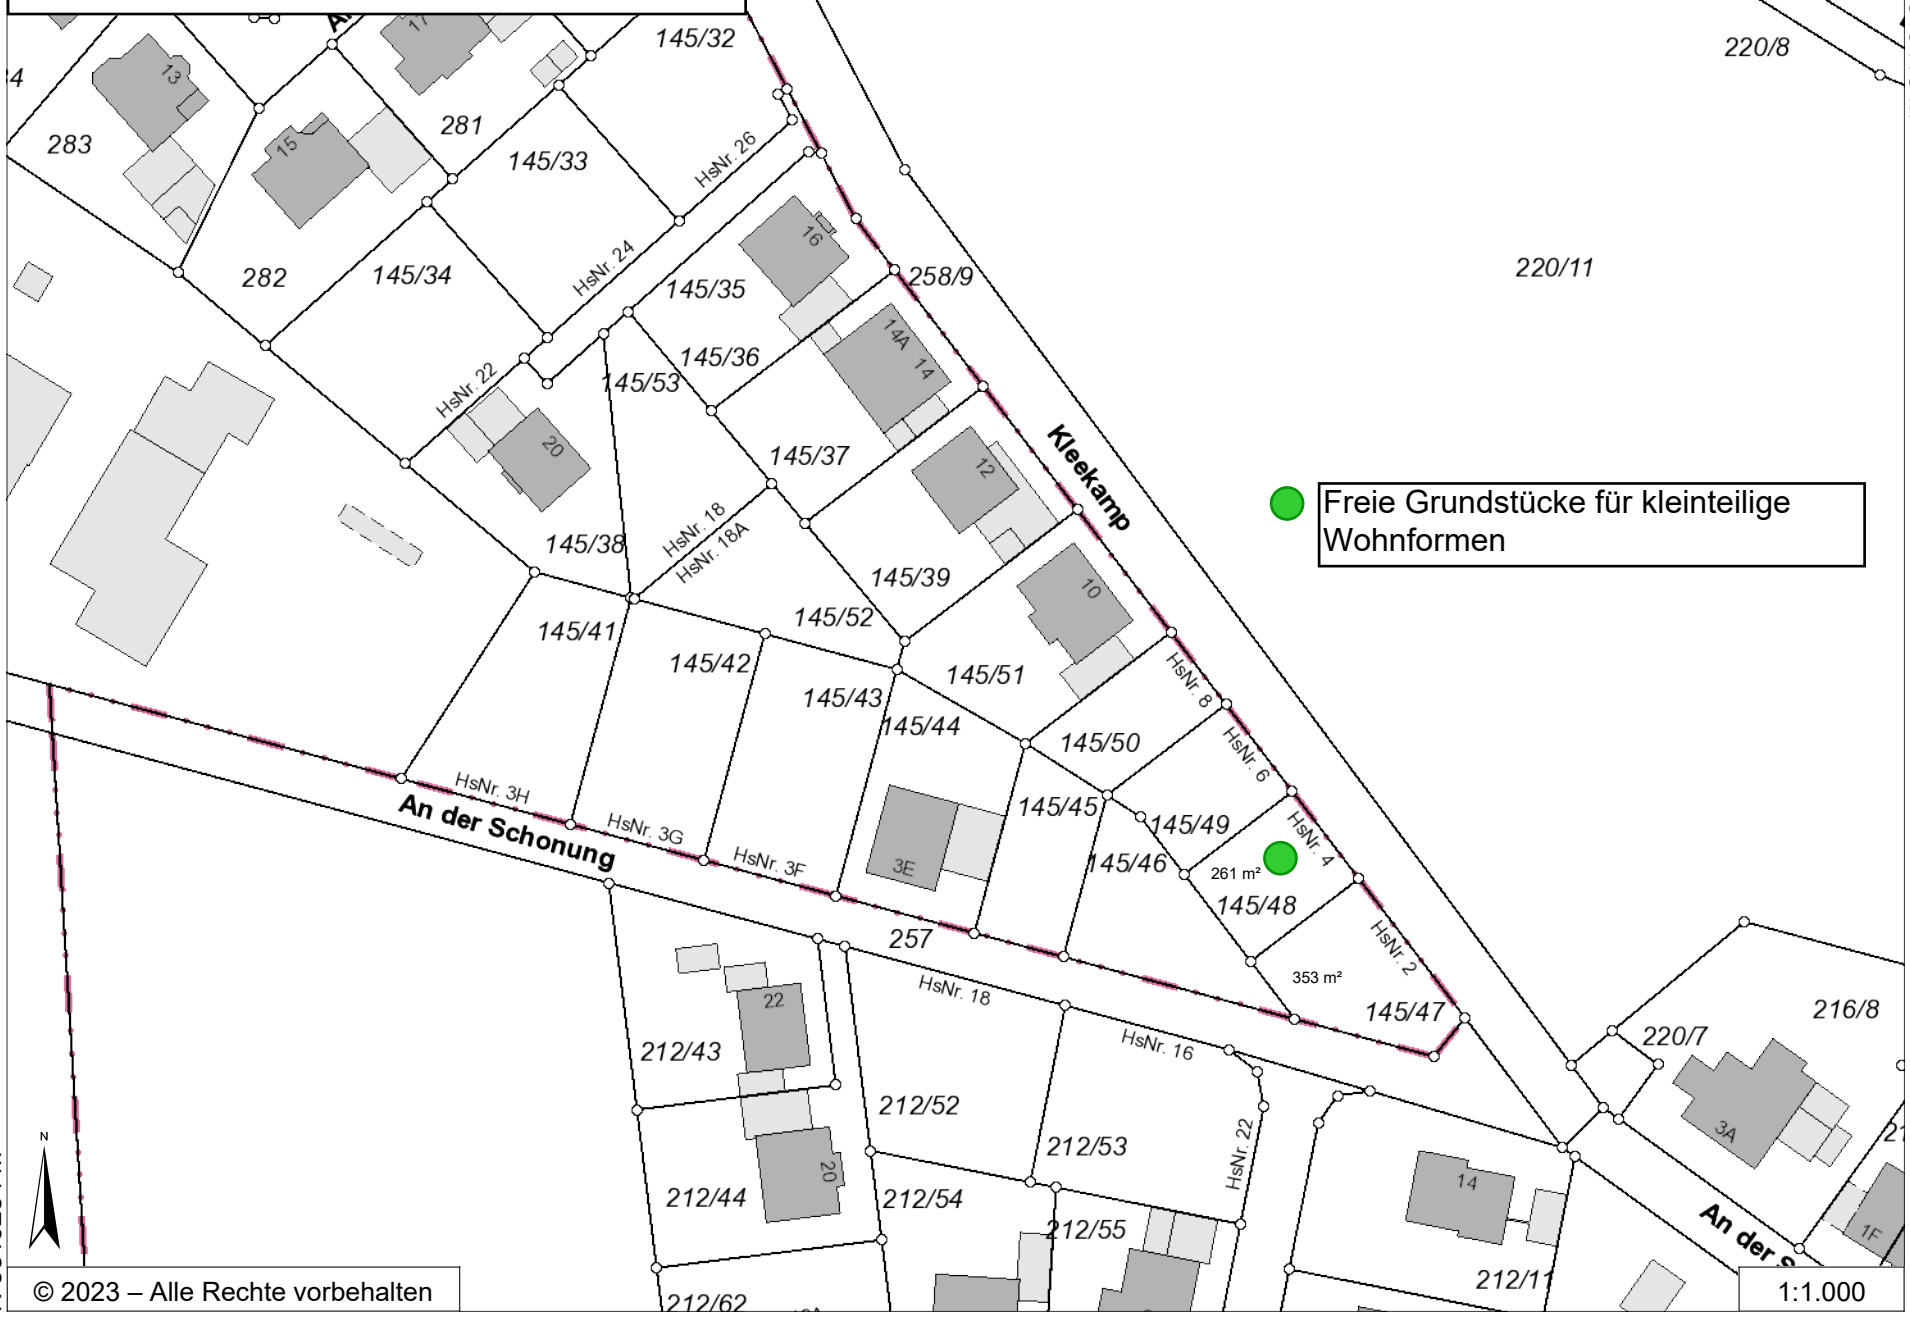 145/32
220/8
17
13
283
281
15
145/33
HsNr. 26
282
145/34
HsNr. 24
16
258/9
220/11
145/35
14A
14
145/36
145/53
HsNr. 22
20
145/37
12
Kleekamp
Freie Grundstücke für kleinteilige
Wohnformen
HsNr. 18
HsNr. 18A
145/38
145/39
10
145/52
145/41
145/42
145/51
HsNr. 8
145/43
145/44
145/50
HsNr. 6
HsNr. 3H
An der Schonung
HsNr. 3G
HsNr. 3F
3E
145/45
145/49
145/46
HsNr. 4
261 m²
145/48
257
HsNr. 2
353 m²
145/47
HsNr. 18
HsNr. 16
22
212/43
216/8
220/7
212/52
212/53
HsNr. 22
3A
N
20
212/44
212/54
212/55
14
An der S
1F
212/11
212/62
© 2023 – Alle Rechte vorbehalten
1:1.000